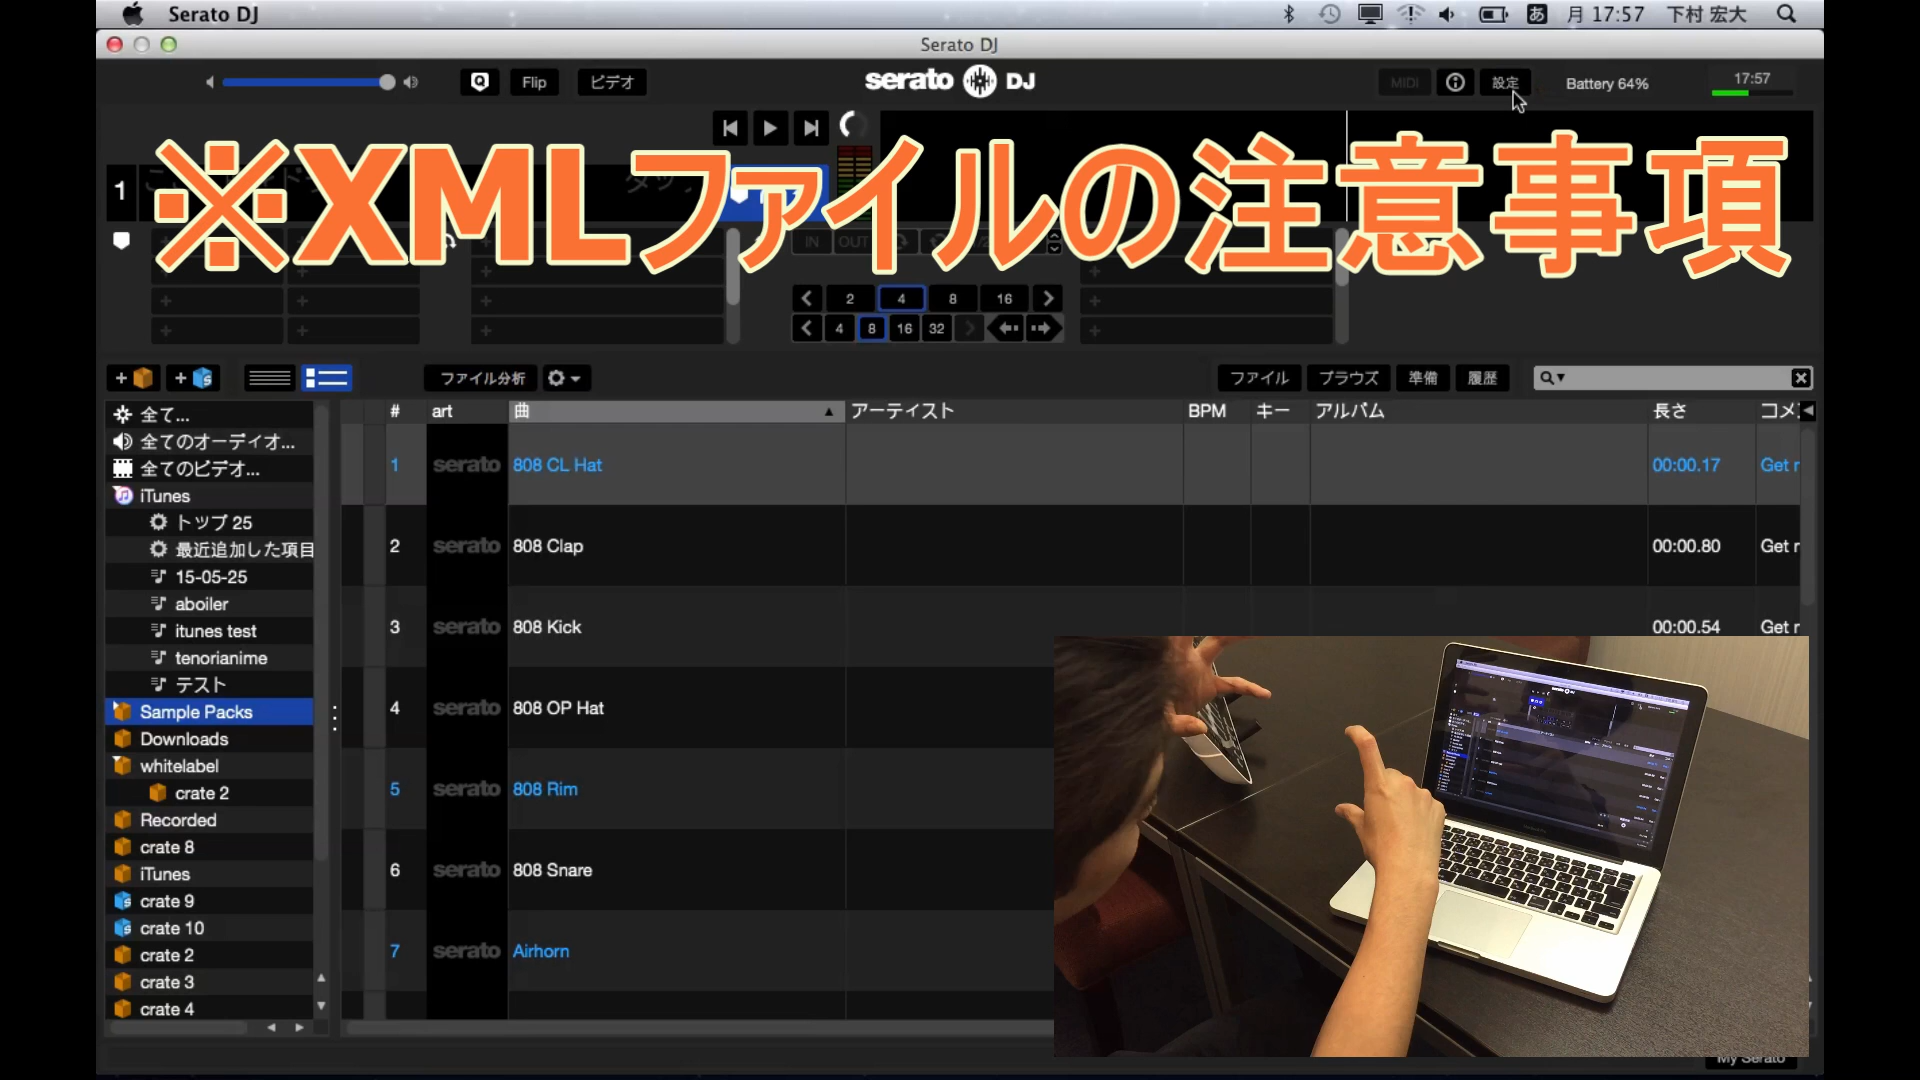 Serato DJ
あ
月 17:57
下村 宏大
Serato DJ
Flip
ビデオ
serato DJ
MIDI
設定
Battery 64%
17:57
※XMLファイルの注意事項
1
IN
OUT
2 4 8 16
4 8 16 32
ファイル分析
ファイル
ブラウズ
準備
履歴
# art 曲 アーティスト BPM キー アルバム 長さ
全て...
全てのオーディオ...
全てのビデオ...
iTunes
トップ 25
最近追加した項目
15-05-25
aboiler
itunes test
tenorianime
テスト
Sample Packs
Downloads
whitelabel
crate 2
Recorded
crate 8
iTunes
crate 9
crate 10
crate 2
crate 3
crate 4
1 serato 808 CL Hat 00:00.17 Get
2 serato 808 Clap 00:00.80 Get
3 serato 808 Kick 00:00.54 Get
4 serato 808 OP Hat
5 serato 808 Rim
6 serato 808 Snare
7 serato Airhorn
My Serato